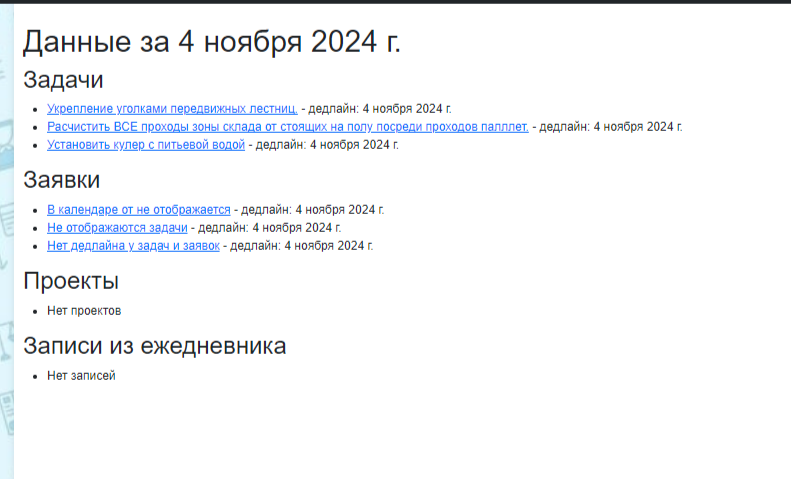 Данные за 4 ноября 2024 г.
Задачи
Укрепление уголками передвижных лестниц. - дедлайн: 4 ноября 2024 г.
Расчистить ВСЕ проходы зоны склада от стоящих на полу посреди проходов палллет. - дедлайн: 4 ноября 2024 г.
Установить кулер с питьевой водой - дедлайн: 4 ноября 2024 г.
Заявки
В календаре от не отображается - дедлайн: 4 ноября 2024 г.
Не отображаются задачи - дедлайн: 4 ноября 2024 г.
Нет дедлайна у задач и заявок - дедлайн: 4 ноября 2024 г.
Проекты
Нет проектов
Записи из ежедневника
Нет записей